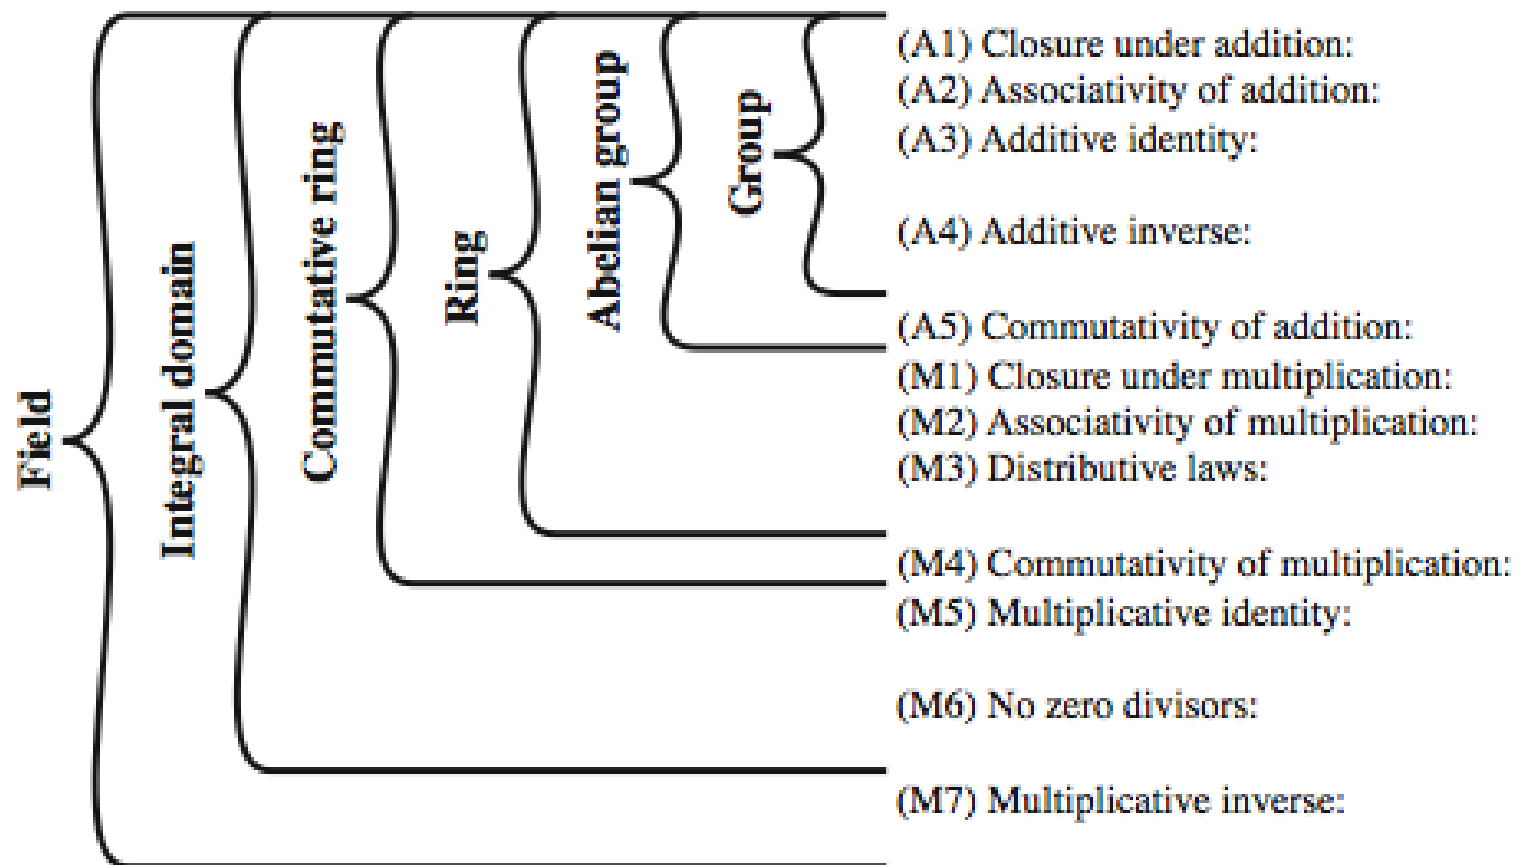 Field
Integral domain
Commutative ring
Ring
Abelian group
Group
(A1) Closure under addition:
(A2) Associativity of addition:
(A3) Additive identity:
(A4) Additive inverse:
(A5) Commutativity of addition:
(M1) Closure under multiplication:
(M2) Associativity of multiplication:
(M3) Distributive laws:
(M4) Commutativity of multiplication:
(M5) Multiplicative identity:
(M6) No zero divisors:
(M7) Multiplicative inverse: